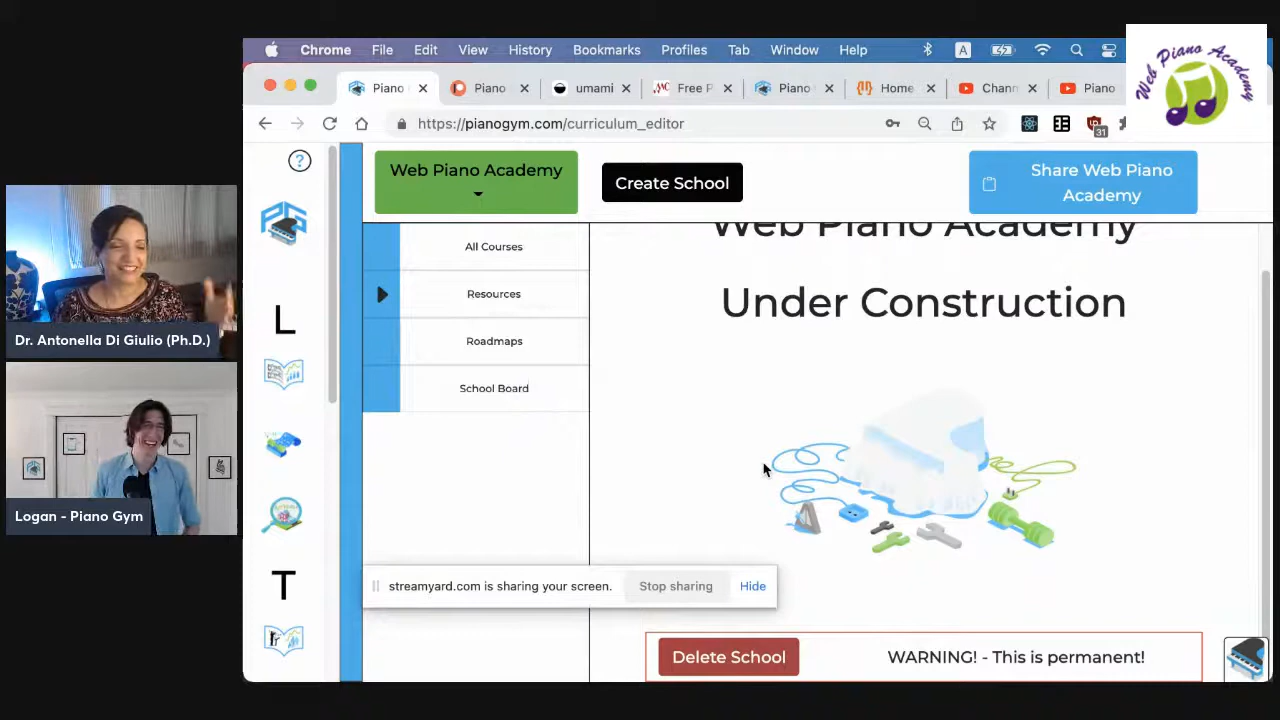 Chrome File Edit View History Bookmarks Profiles Tab Window Help
A
Piano
Piano
umami
Free P
Piano
Home
Chann
Piano
Web Piano Academy
https://pianogym.com/curriculum_editor
31
?
PG
L
T
Web Piano Academy
Create School
Share Web Piano
Academy
All Courses
Resources
Roadmaps
School Board
Web Piano Academy
Under Construction
Dr. Antonella Di Giulio (Ph.D.)
Logan - Piano Gym
streamyard.com is sharing your screen.
Stop sharing
Hide
Delete School
WARNING! - This is permanent!